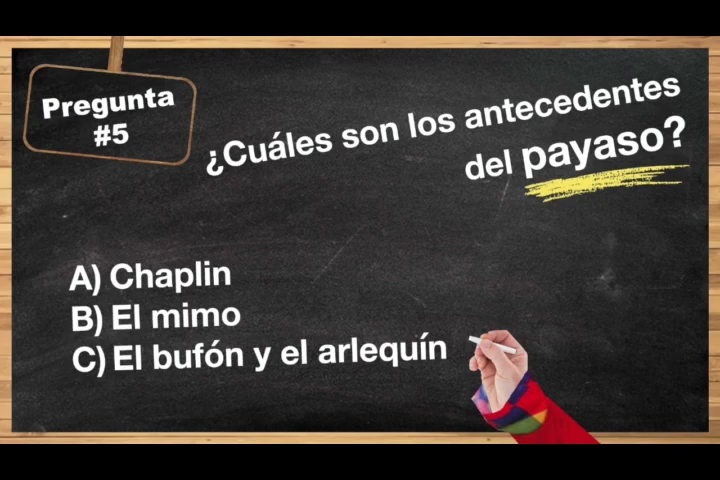 Pregunta
#5
¿Cuáles son los antecedentes
del payaso?
A) Chaplin
B) El mimo
C) El bufón y el arlequín